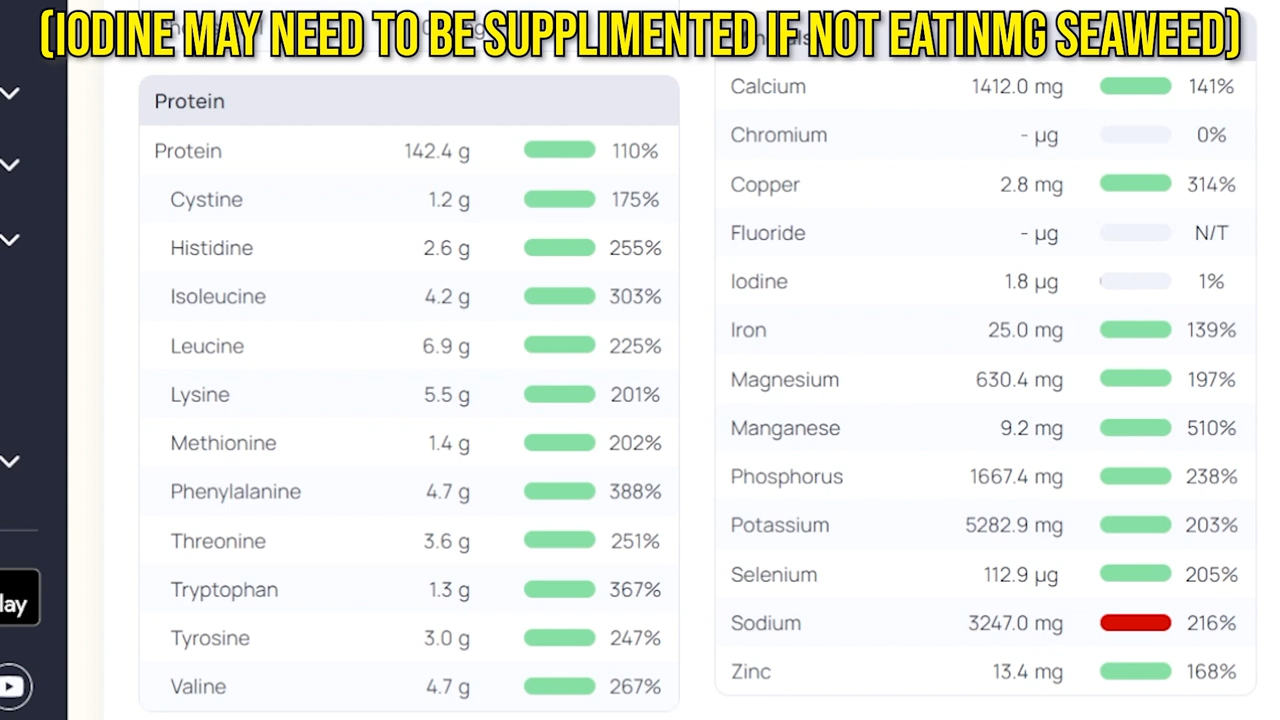 (IODINE MAY NEED TO BE SUPPLIMENTED IF NOT EATINMG SEAWEED)
Protein
Protein 142.4 g 110%
Cystine 1.2 g 175%
Histidine 2.6 g 255%
Isoleucine 4.2 g 303%
Leucine 6.9 g 225%
Lysine 5.5 g 201%
Methionine 1.4 g 202%
Phenylalanine 4.7 g 388%
Threonine 3.6 g 251%
Tryptophan 1.3 g 367%
Tyrosine 3.0 g 247%
Valine 4.7 g 267%
Calcium 1412.0 mg 141%
Chromium - µg 0%
Copper 2.8 mg 314%
Fluoride - µg N/T
Iodine 1.8 µg 1%
Iron 25.0 mg 139%
Magnesium 630.4 mg 197%
Manganese 9.2 mg 510%
Phosphorus 1667.4 mg 238%
Potassium 5282.9 mg 203%
Selenium 112.9 µg 205%
Sodium 3247.0 mg 216%
Zinc 13.4 mg 168%
lay